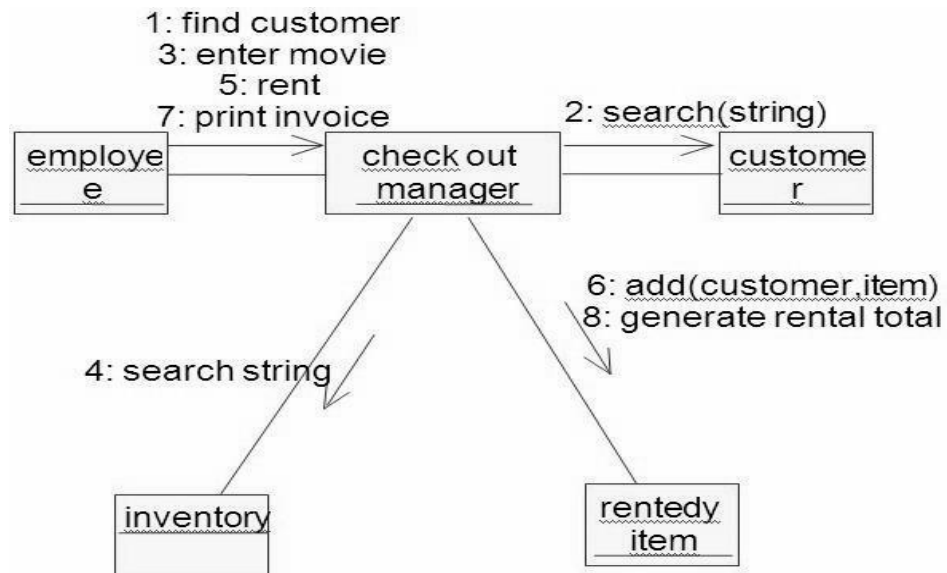 1: find customer
3: enter movie
5: rent
7: print invoice
2: search(string)
employe
e
check out
manager
custome
r
6: add(customer,item)
8: generate rental total
4: search string
inventory
rentedy
item